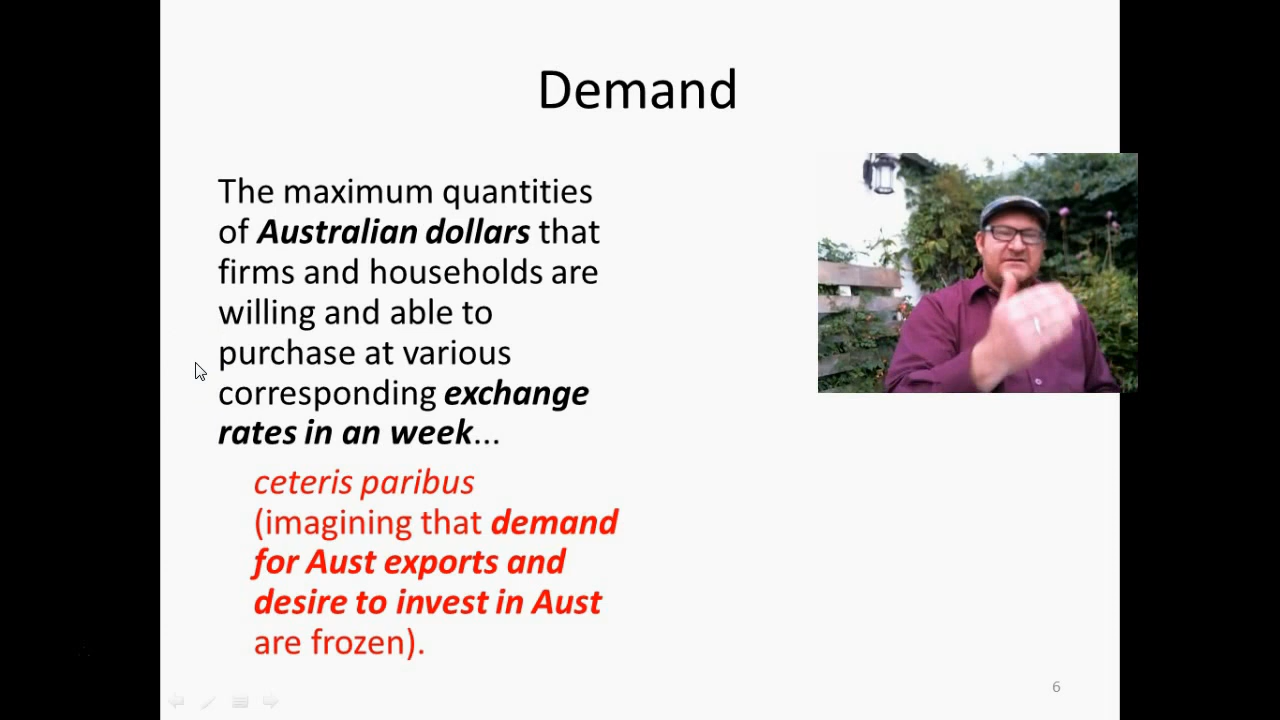 Demand
The maximum quantities
of Australian dollars that
firms and households are
willing and able to
purchase at various
corresponding exchange
rates in an week...
ceteris paribus
(imagining that demand
for Aust exports and
desire to invest in Aust
are frozen).
6